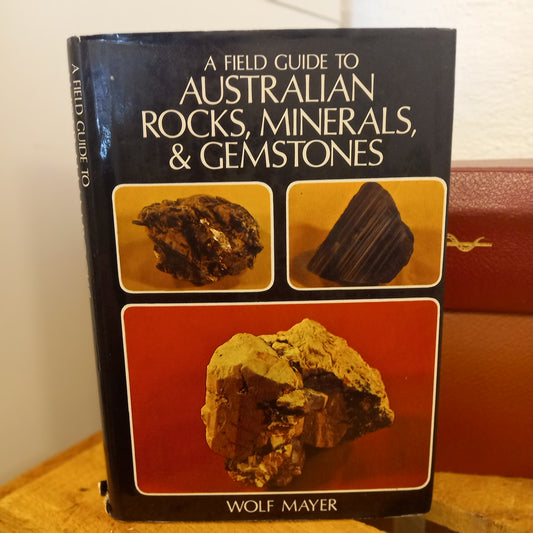 A FIELD GUIDE TO
AUSTRALIAN
ROCKS, MINERALS,
& GEMSTONES
WOLF MAYER
A FIELD GUIDE TO